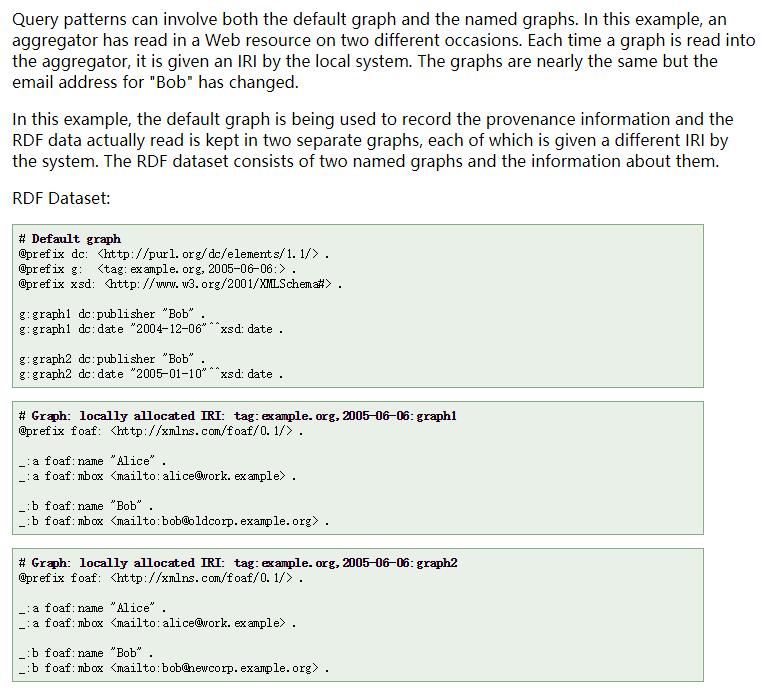 Query patterns can involve both the default graph and the named graphs. In this example, an
aggregator has read in a Web resource on two different occasions. Each time a graph is read into
the aggregator, it is given an IRI by the local system. The graphs are nearly the same but the
email address for "Bob" has changed.
In this example, the default graph is being used to record the provenance information and the
RDF data actually read is kept in two separate graphs, each of which is given a different IRI by
the system. The RDF dataset consists of two named graphs and the information about them.
RDF Dataset:
# Default graph
@prefix dc: <http://purl.org/dc/elements/1.1/> .
@prefix g: <tag:example.org,2005-06-06:> .
@prefix xsd: <http://www.w3.org/2001/XMLSchema#> .
g:graph1 dc:publisher "Bob" .
g:graph1 dc:date "2004-12-06"^^xsd:date .
g:graph2 dc:publisher "Bob" .
g:graph2 dc:date "2005-01-10"^^xsd:date .
# Graph: locally allocated IRI: tag:example.org,2005-06-06:graph1
@prefix foaf: <http://xmlns.com/foaf/0.1/> .
_:a foaf:name "Alice" .
_:a foaf:mbox <mailto:alice@work.example> .
_:b foaf:name "Bob" .
_:b foaf:mbox <mailto:bob@oldcorp.example.org> .
# Graph: locally allocated IRI: tag:example.org,2005-06-06:graph2
@prefix foaf: <http://xmlns.com/foaf/0.1/> .
_:a foaf:name "Alice" .
_:a foaf:mbox <mailto:alice@work.example> .
_:b foaf:name "Bob" .
_:b foaf:mbox <mailto:bob@newcorp.example.org> .